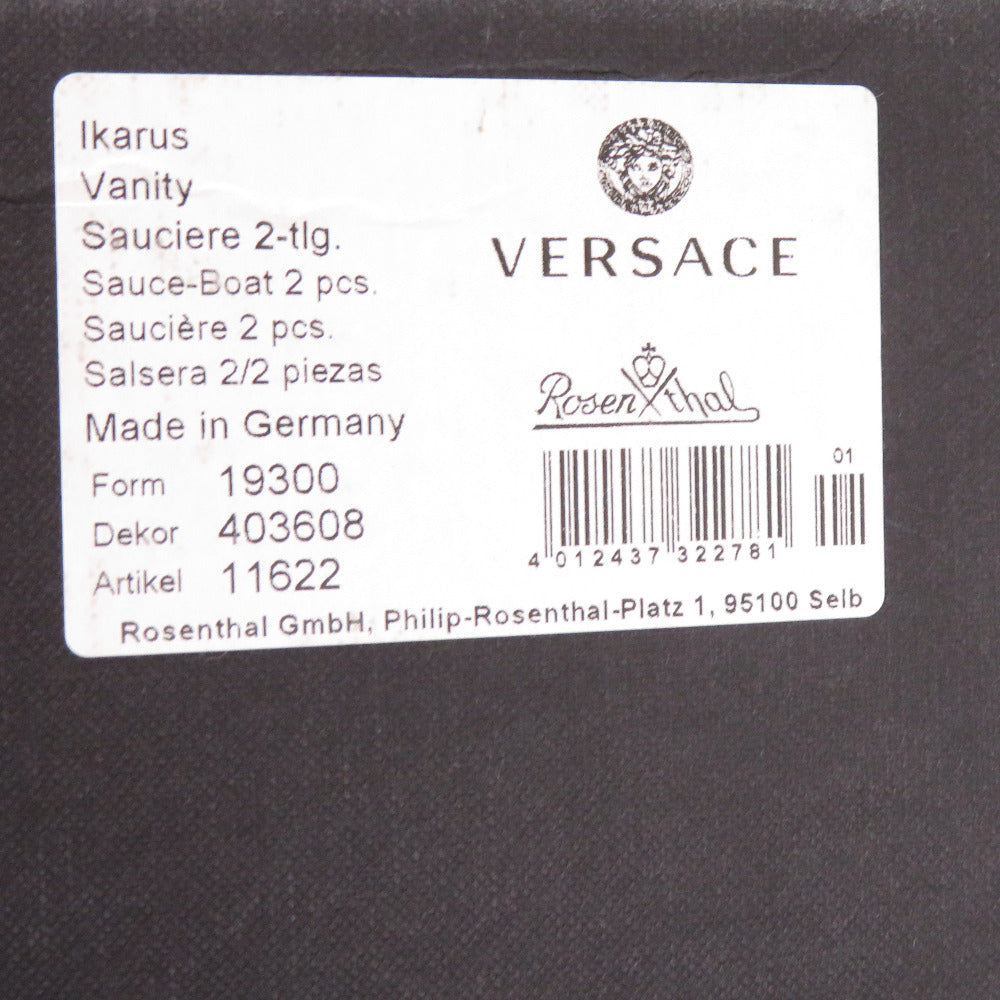 Ikarus
Vanity
Sauciere 2-tlg.
Sauce-Boat 2 pcs.
Saucière 2 pcs.
Salsera 2/2 piezas
Made in Germany
Form 19300
Dekor 403608
Artikel 11622
VERSACE
Rosenthal
01
4 012437 322781
Rosenthal GmbH, Philip-Rosenthal-Platz 1, 95100 Selb